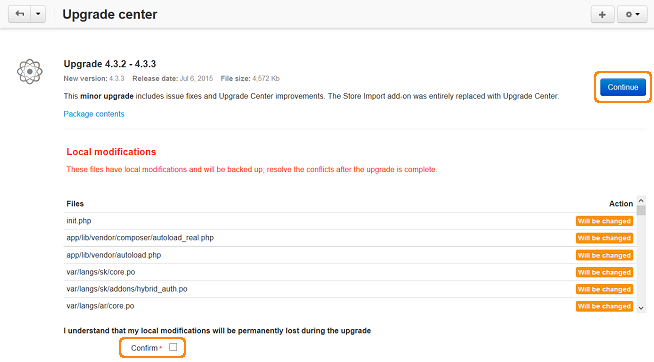 Upgrade center
Upgrade 4.3.2 - 4.3.3
New version: 4.3.3 Release date: Jul 6, 2015 File size: 4,572 Kb
Continue
This minor upgrade includes issue fixes and Upgrade Center improvements. The Store Import add-on was entirely replaced with Upgrade Center.
Package contents
Local modifications
These files have local modifications and will be backed up; resolve the conflicts after the upgrade is complete.
Files Action
init.php Will be changed
app/lib/vendor/composer/autoload_real.php Will be changed
app/lib/vendor/autoload.php Will be changed
var/langs/sk/core.po Will be changed
var/langs/sk/addons/hybrid_auth.po Will be changed
var/langs/ar/core.po Will be changed
I understand that my local modifications will be permanently lost during the upgrade
Confirm *